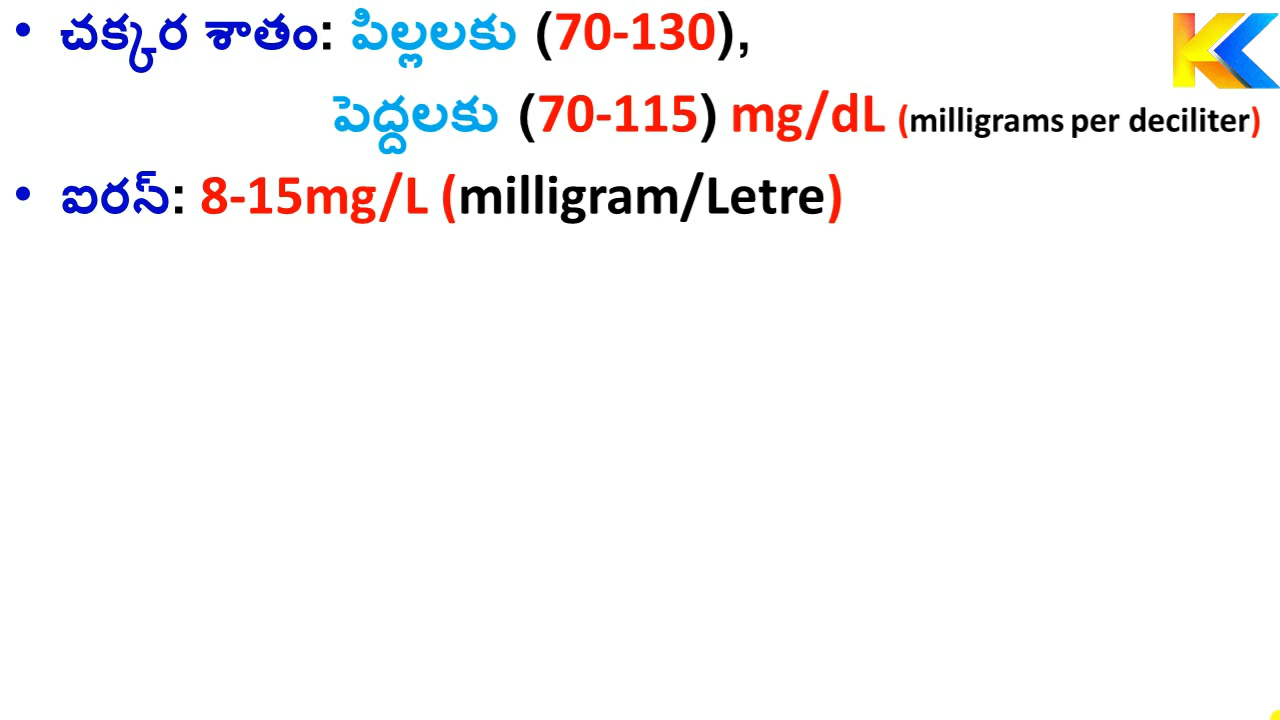 • చక్కర శాతం: పిల్లలకు (70-130),
పెద్దలకు (70-115) mg/dL (milligrams per deciliter)
• ఐరన్: 8-15mg/L (milligram/Letre)